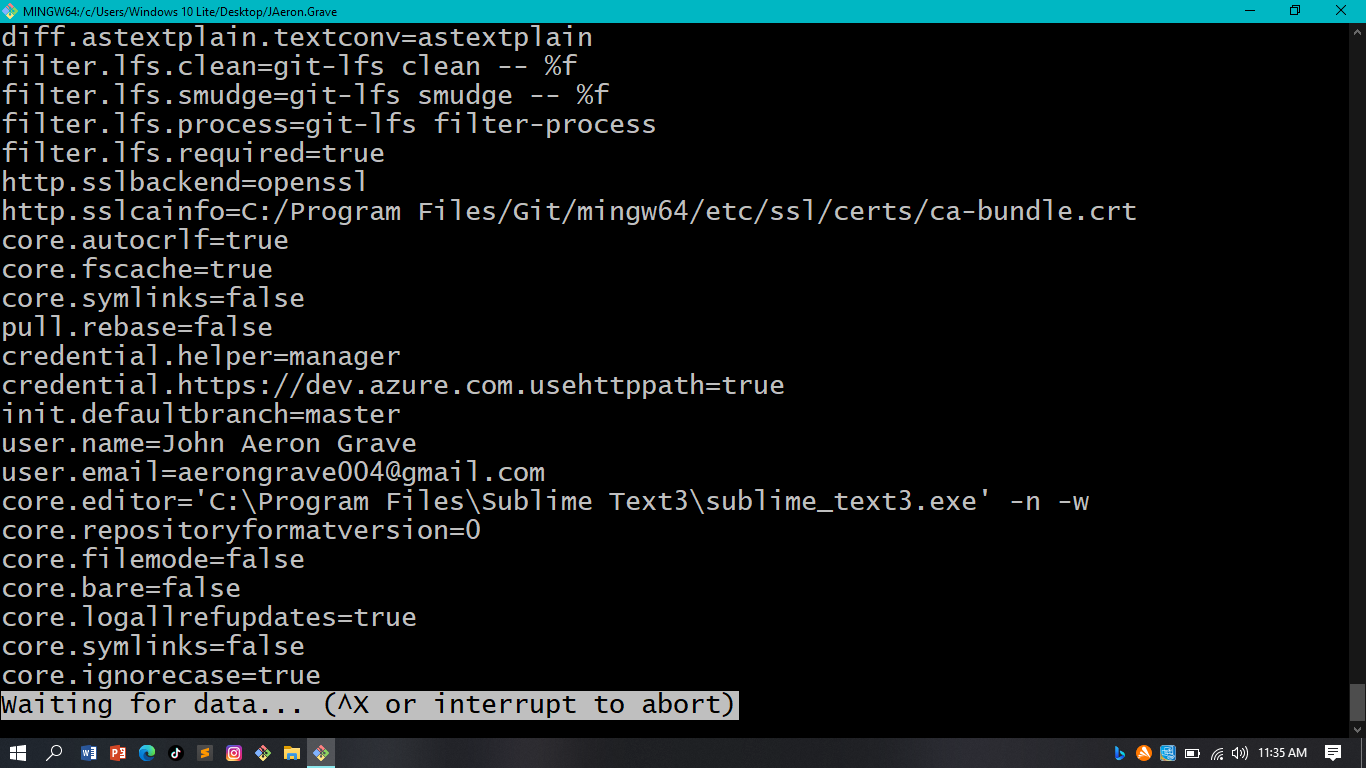 MINGW64:/c/Users/Windows 10 Lite/Desktop/JAeron.Grave
diff.astextplain.textconv=astextplain
filter.lfs.clean=git-lfs clean -- %f
filter.lfs.smudge=git-lfs smudge -- %f
filter.lfs.process=git-lfs filter-process
filter.lfs.required=true
http.sslbackend=openssl
http.sslcainfo=C:/Program Files/Git/mingw64/etc/ssl/certs/ca-bundle.crt
core.autocrlf=true
core.fscache=true
core.symlinks=false
pull.rebase=false
credential.helper=manager
credential.https://dev.azure.com.usehttppath=true
init.defaultbranch=master
user.name=John Aeron Grave
user.email=aerongrave004@gmail.com
core.editor='C:\Program Files\Sublime Text3\sublime_text3.exe' -n -w
core.repositoryformatversion=0
core.filemode=false
core.bare=false
core.logallrefupdates=true
core.symlinks=false
core.ignorecase=true
Waiting for data... (^X or interrupt to abort)
11:35 AM